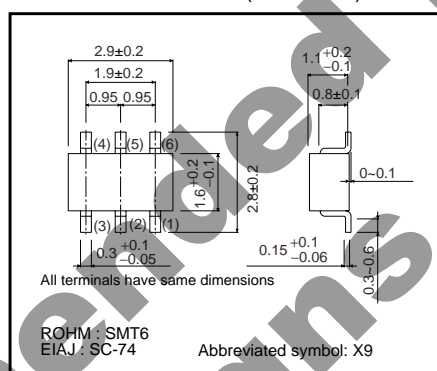 2.9±0.2
1.9±0.2
0.95 0.95
(4) (5) (6)
1.6 +0.2 −0.1
2.8±0.2
(3) (2) (1)
0.3 +0.1 −0.05
All terminals have same dimensions
1.1 +0.2 −0.1
0.8±0.1
0~0.1
0.15 +0.1 −0.06
0.3~0.6
ROHM : SMT6
EIAJ : SC-74
Abbreviated symbol: X9